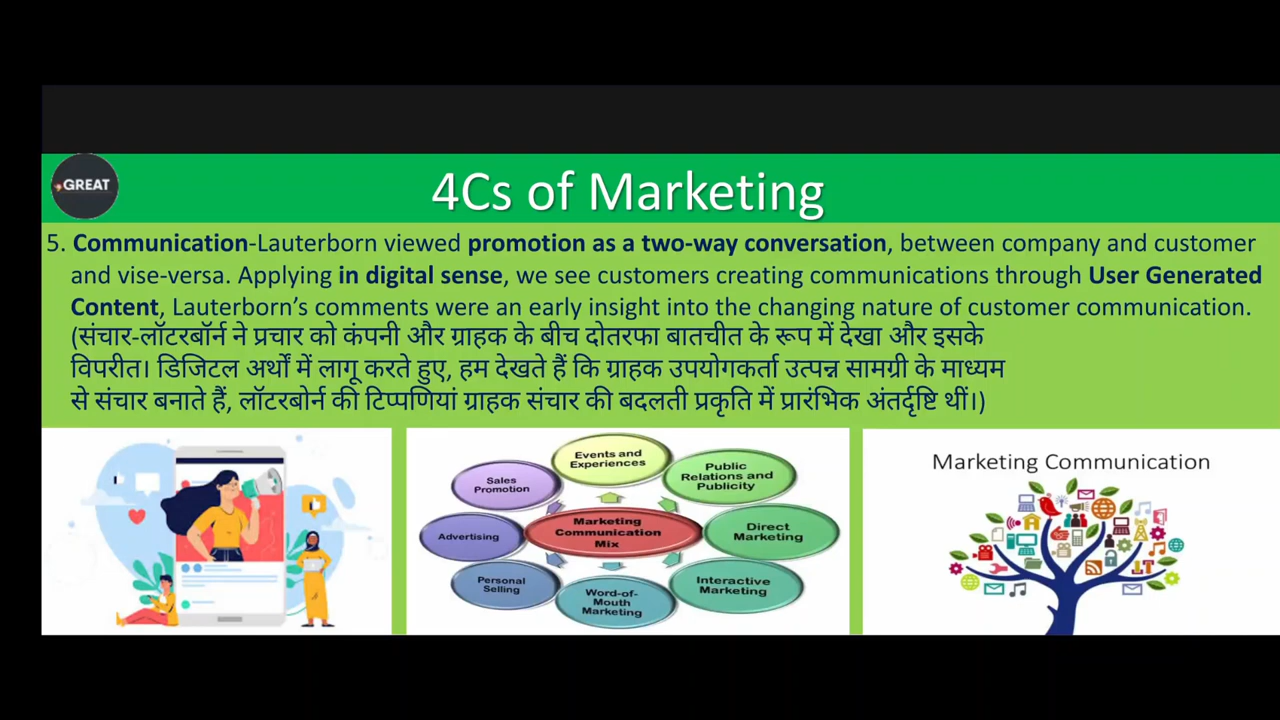 GREAT
4Cs of Marketing
5. Communication-Lauterborn viewed promotion as a two-way conversation, between company and customer
and vise-versa. Applying in digital sense, we see customers creating communications through User Generated
Content, Lauterborn's comments were an early insight into the changing nature of customer communication.
(संचार-लॉटरबॉर्न ने प्रचार को कंपनी और ग्राहक के बीच दोतरफा बातचीत के रूप में देखा और इसके
विपरीत। डिजिटल अर्थों में लागू करते हुए, हम देखते हैं कि ग्राहक उपयोगकर्ता उत्पन्न सामग्री के माध्यम
से संचार बनाते हैं, लॉटरबोर्न की टिप्पणियां ग्राहक संचार की बदलती प्रकृति में प्रारंभिक अंतर्दृष्टि थीं।)
Events and
Experiences
Public
Relations and
Publicity
Sales
Promotion
Marketing
Communication
Mix
Direct
Marketing
Advertising
Personal
Selling
Interactive
Marketing
Word-of-
Mouth
Marketing
Marketing Communication